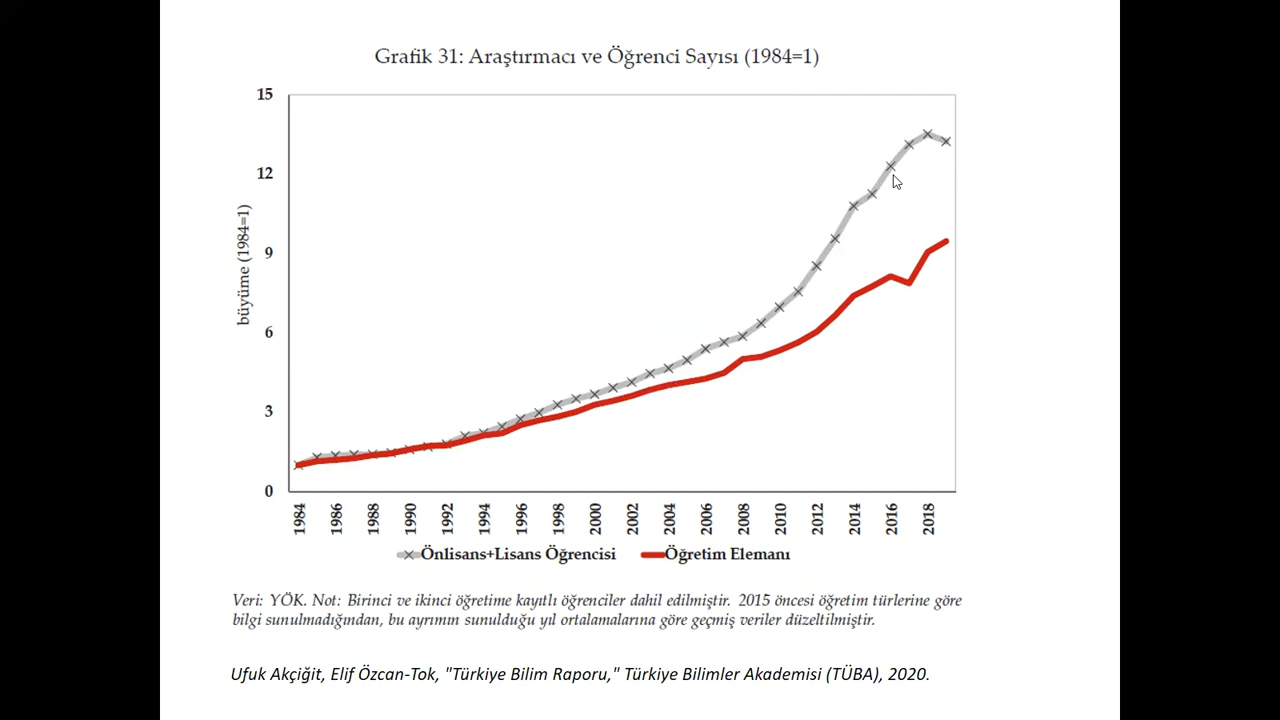 Grafik 31: Araştırmacı ve Öğrenci Sayısı (1984=1)
büyüme (1984=1)
15
12
9
6
3
0
1984 1986 1988 1990 1992 1994 1996 1998 2000 2002 2004 2006 2008 2010 2012 2014 2016 2018
Önlisans+Lisans Öğrencisi Öğretim Elemanı
Veri: YÖK. Not: Birinci ve ikinci öğretime kayıtlı öğrenciler dahil edilmiştir. 2015 öncesi öğretim türlerine göre
bilgi sunulmadığından, bu ayrımın sunulduğu yıl ortalamalarına göre geçmiş veriler düzeltilmiştir.
Ufuk Akçiğit, Elif Özcan-Tok, "Türkiye Bilim Raporu," Türkiye Bilimler Akademisi (TÜBA), 2020.